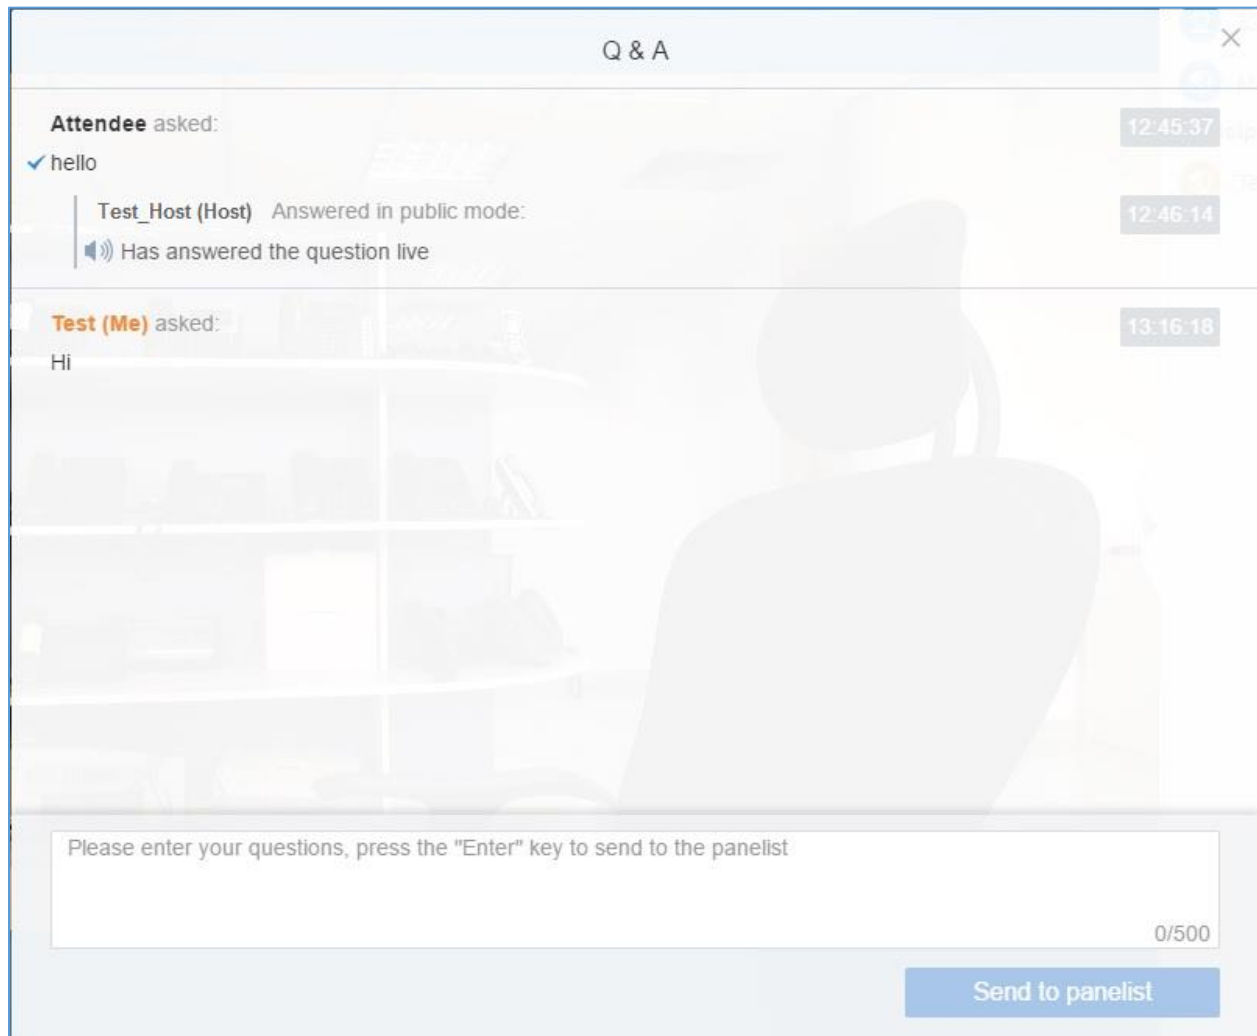 Q & A
Attendee asked: 12:45:37
hello
Test_Host (Host) Answered in public mode: 12:46:14
Has answered the question live
Test (Me) asked: 13:16:18
Hi
Please enter your questions, press the "Enter" key to send to the panelist
0/500
Send to panelist